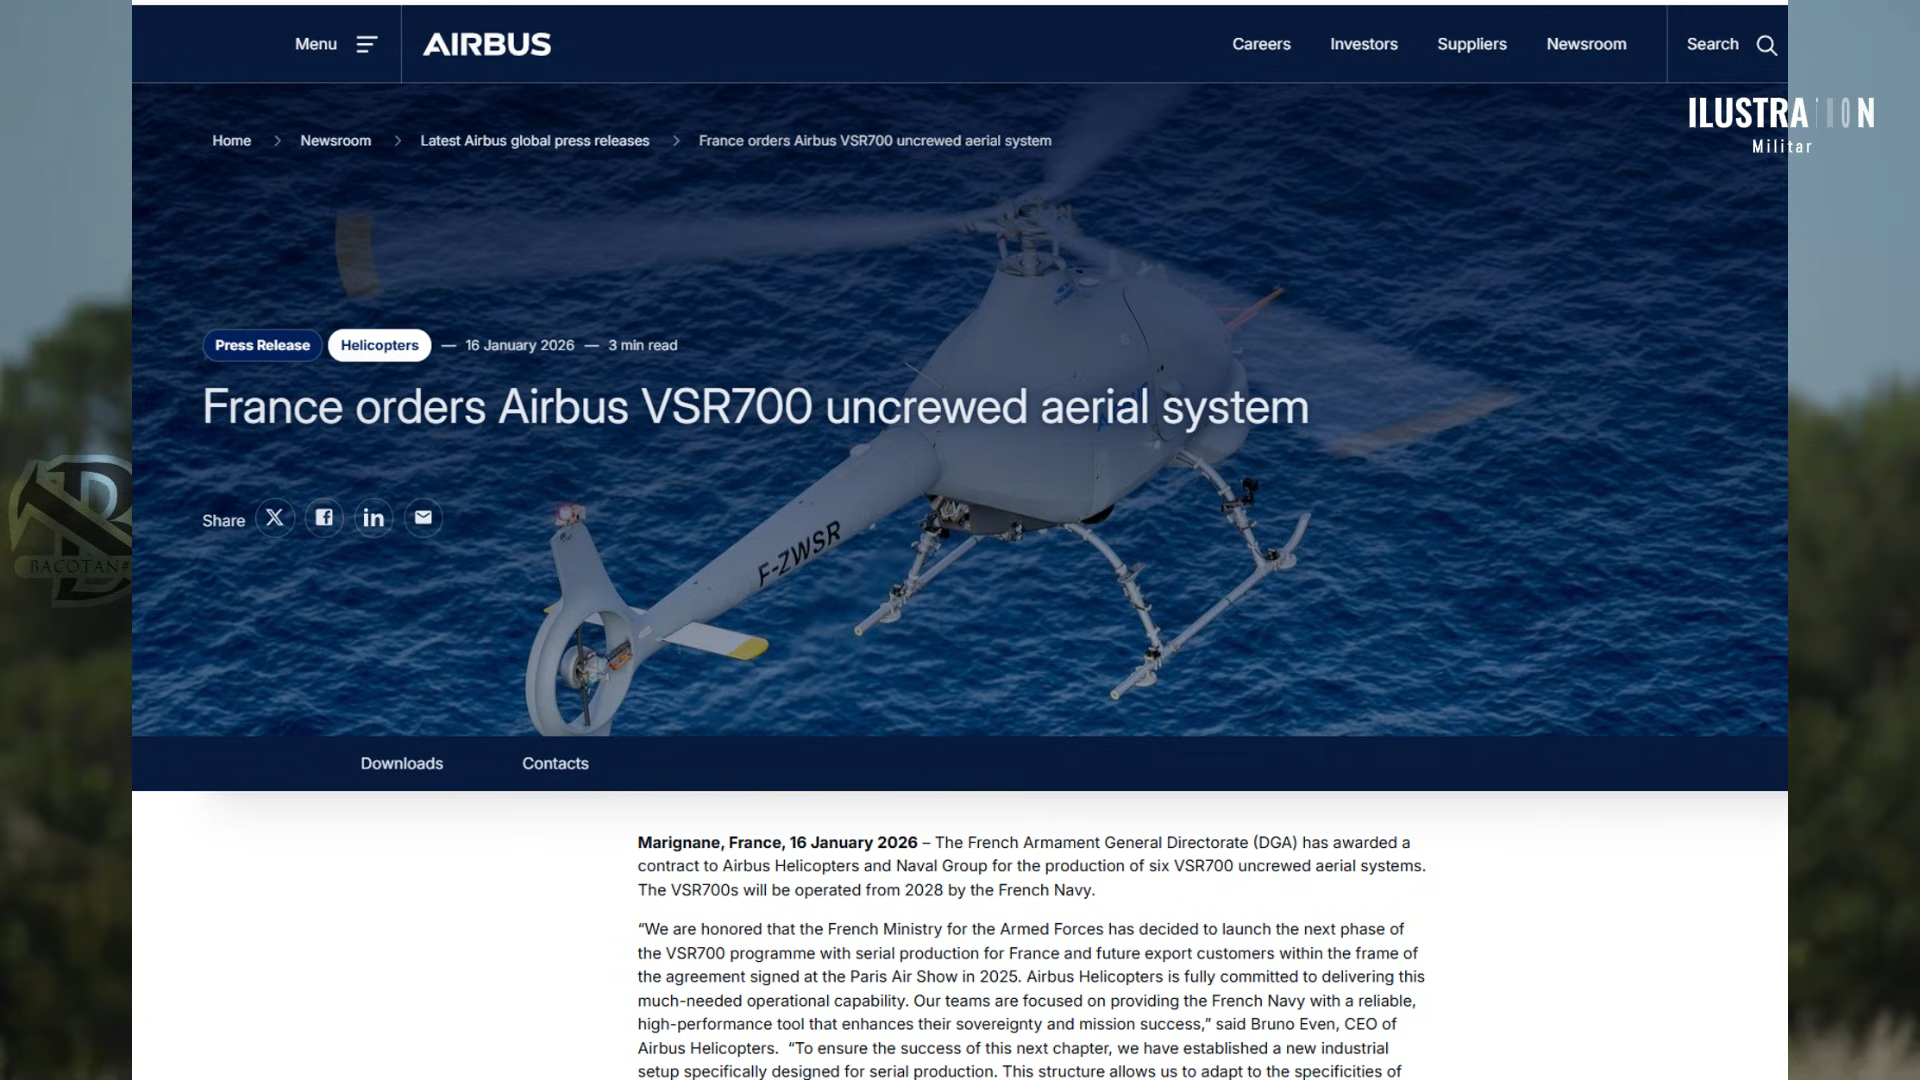 Menu
AIRBUS
Careers
Investors
Suppliers
Newsroom
Search
ILUSTRATION
Militar
Home > Newsroom > Latest Airbus global press releases > France orders Airbus VSR700 uncrewed aerial system
Press Release Helicopters — 16 January 2026 — 3 min read
France orders Airbus VSR700 uncrewed aerial system
Share
F-ZWSR
BACOTAN#
Downloads
Contacts
Marignane, France, 16 January 2026 – The French Armament General Directorate (DGA) has awarded a
contract to Airbus Helicopters and Naval Group for the production of six VSR700 uncrewed aerial systems.
The VSR700s will be operated from 2028 by the French Navy.
“We are honored that the French Ministry for the Armed Forces has decided to launch the next phase of
the VSR700 programme with serial production for France and future export customers within the frame of
the agreement signed at the Paris Air Show in 2025. Airbus Helicopters is fully committed to delivering this
much-needed operational capability. Our teams are focused on providing the French Navy with a reliable,
high-performance tool that enhances their sovereignty and mission success,” said Bruno Even, CEO of
Airbus Helicopters. “To ensure the success of this next chapter, we have established a new industrial
setup specifically designed for serial production. This structure allows us to adapt to the specificities of